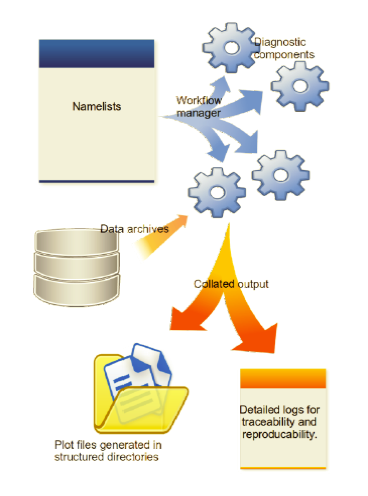 Diagnostic
components
Namelists
Workflow
manager
Data archives
Collated output
Detailed logs for
traceability and
reproducability.
Plot files generated in
structured directories